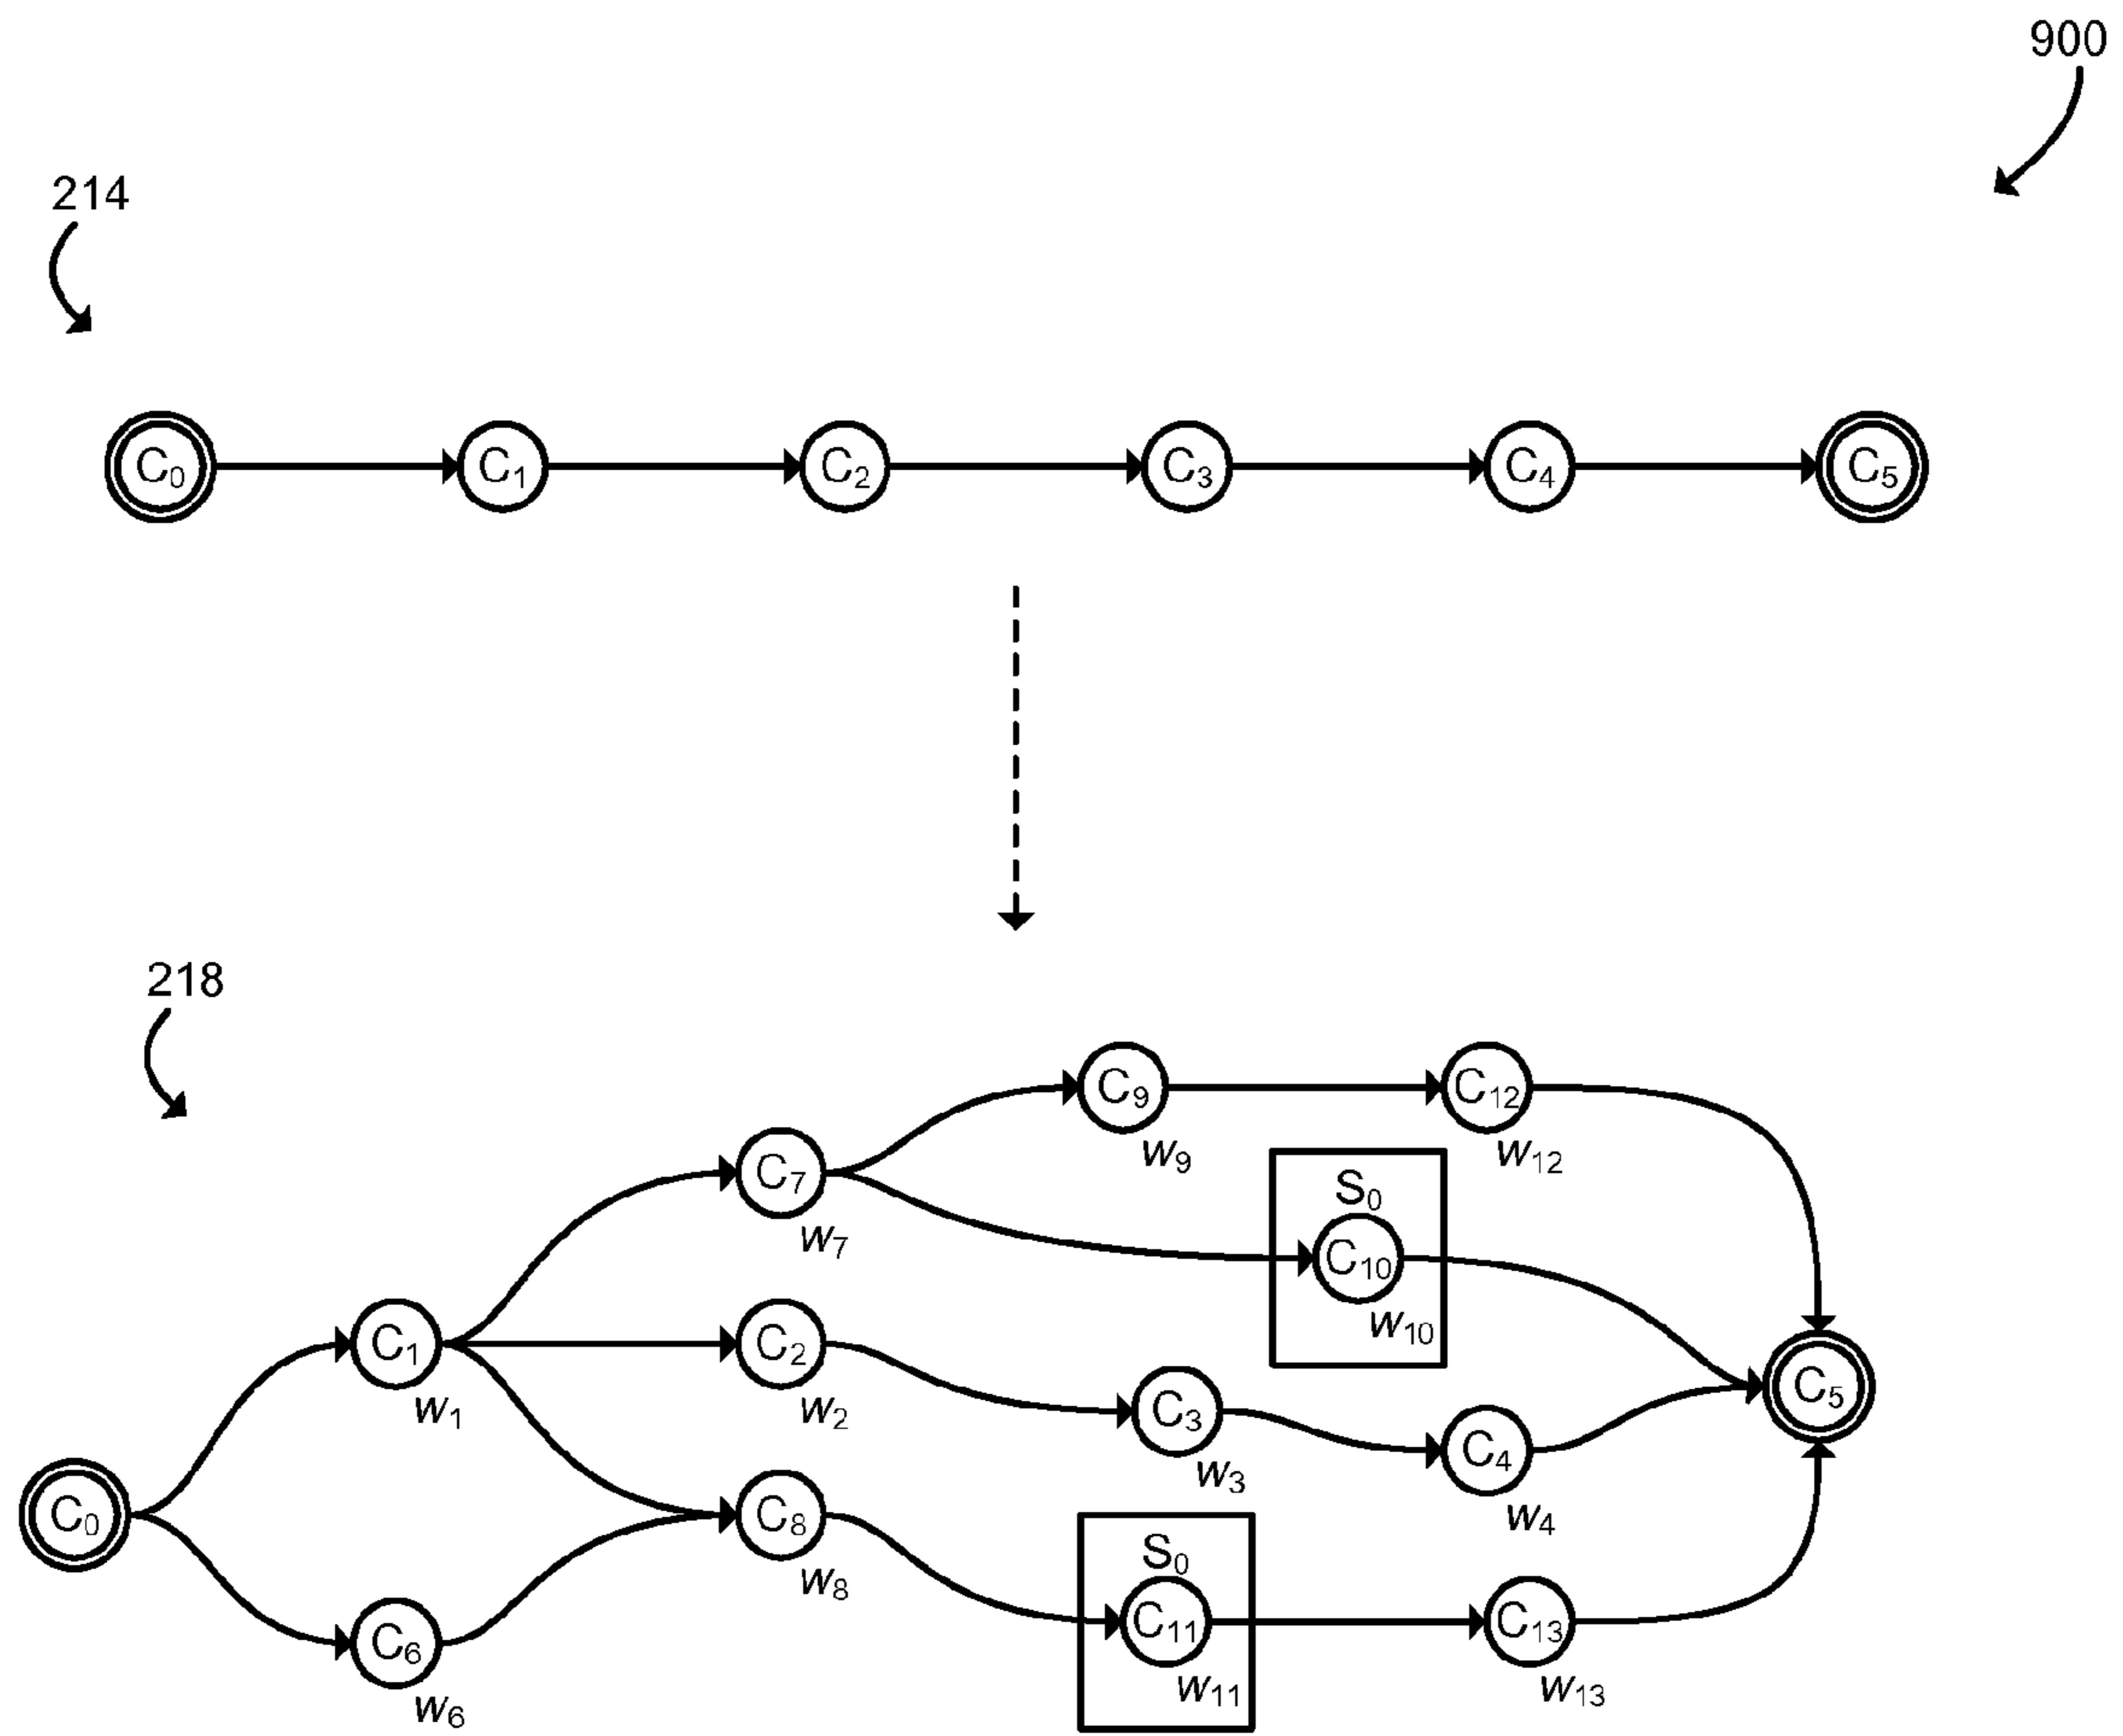 900
214
C0 C1 C2 C3 C4 C5
218
C9 C12
w9 w12
C7 S0
w7 C10
w10
C1 C2 C5
w1 w2 C3
w3 C4
w4
C0 C8 S0
w8 C11 C13
C6 w11 w13
w6